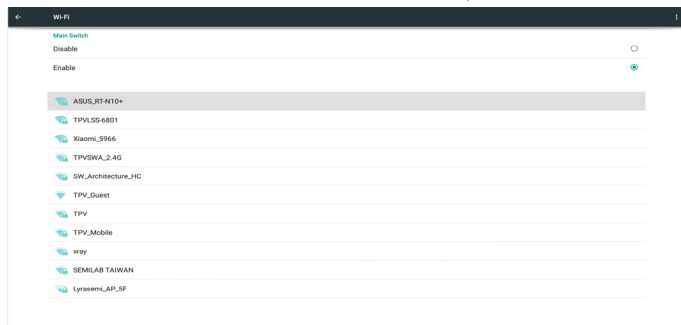 Wi-Fi
Main Switch
Disable
Enable
ASUS_RT-N10+
TPVLSS-6801
Xiaomi_5966
TPVSWA_2.4G
SW_Architecture_HC
TPV_Guest
TPV
TPV_Mobile
xray
SEMILAB TAIWAN
Lyrasemi_AP_5F